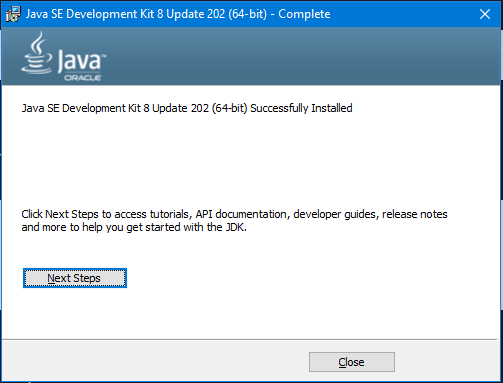 Java SE Development Kit 8 Update 202 (64-bit) - Complete
Java
ORACLE
Java SE Development Kit 8 Update 202 (64-bit) Successfully Installed
Click Next Steps to access tutorials, API documentation, developer guides, release notes
and more to help you get started with the JDK.
Next Steps
Close